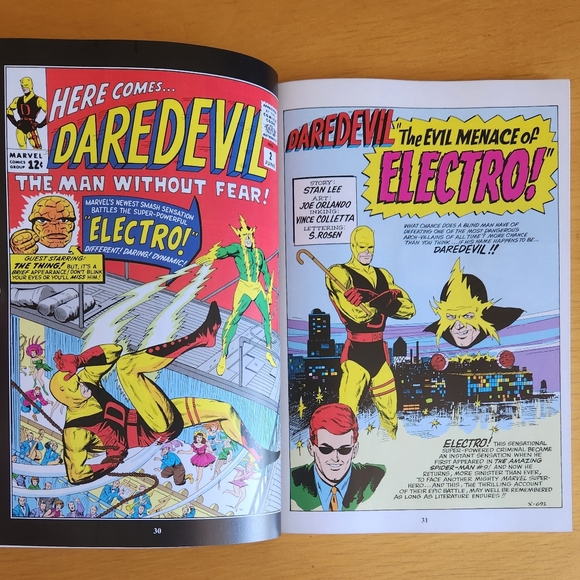 HERE COMES...
DAREDEVIL
MARVEL
COMICS
GROUP 12¢
2
THE MAN WITHOUT FEAR!
MARVEL'S NEWEST SMASH SENSATION
BATTLES THE SUPER-POWERFUL
"ELECTRO!"
DIFFERENT! DARING! DYNAMIC!
GUEST STARRING:
THE THING! BUT, IT'S A
BRIEF APPEARANCE! DON'T BLINK
YOUR EYES OR YOU'LL MISS HIM!
30
DAREDEVIL
"THE EVIL MENACE OF
ELECTRO!"
STORY:
STAN LEE
ART:
JOE ORLANDO
INKING:
VINCE COLLETTA
LETTERING:
S. ROSEN
WHAT CHANCE DOES A BLIND MAN HAVE OF
DEFEATING ONE OF THE MOST DANGEROUS
ARCH-VILLAINS OF ALL TIME? MORE CHANCE
THAN YOU THINK... IF HIS NAME HAPPENS TO BE...
DAREDEVIL!!
ELECTRO! THIS SENSATIONAL
SUPER-POWERED CRIMINAL BECAME
AN INSTANT SENSATION WHEN HE
FIRST APPEARED IN THE AMAZING
SPIDER-MAN #9! AND NOW HE
RETURNS, MORE SINISTER THAN EVER,
TO FACE ANOTHER MIGHTY MARVEL SUPER-
HERO... AND THIS, THE THRILLING ACCOUNT
OF THEIR EPIC BATTLE, MAY WELL BE REMEMBERED
AS LONG AS LITERATURE ENDURES!!
X-691
31